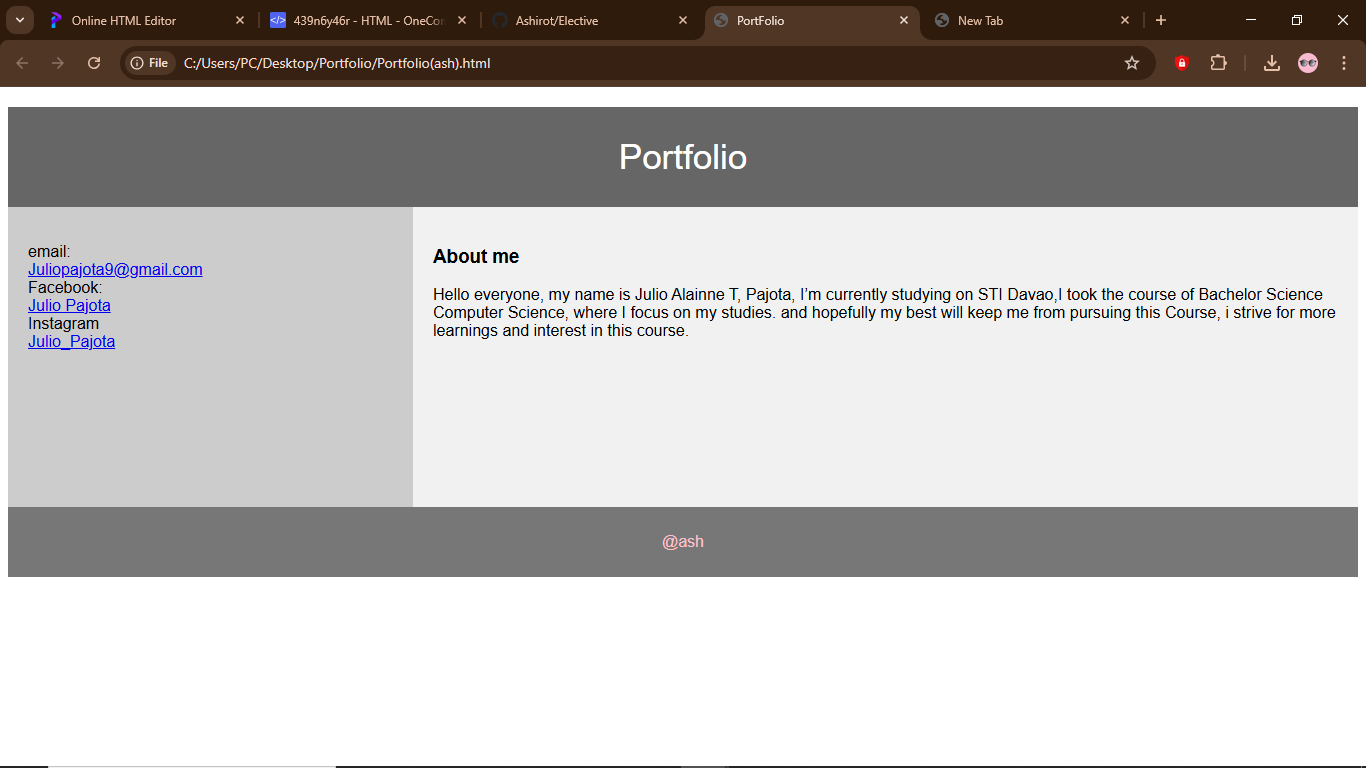 Online HTML Editor
439n6y46r - HTML - OneCon
Ashirot/Elective
PortFolio
New Tab
File
C:/Users/PC/Desktop/Portfolio/Portfolio(ash).html
Portfolio
email:
Juliopajota9@gmail.com
Facebook:
Julio Pajota
Instagram
Julio_Pajota
About me
Hello everyone, my name is Julio Alainne T, Pajota, I'm currently studying on STI Davao,I took the course of Bachelor Science
Computer Science, where I focus on my studies. and hopefully my best will keep me from pursuing this Course, i strive for more
learnings and interest in this course.
@ash